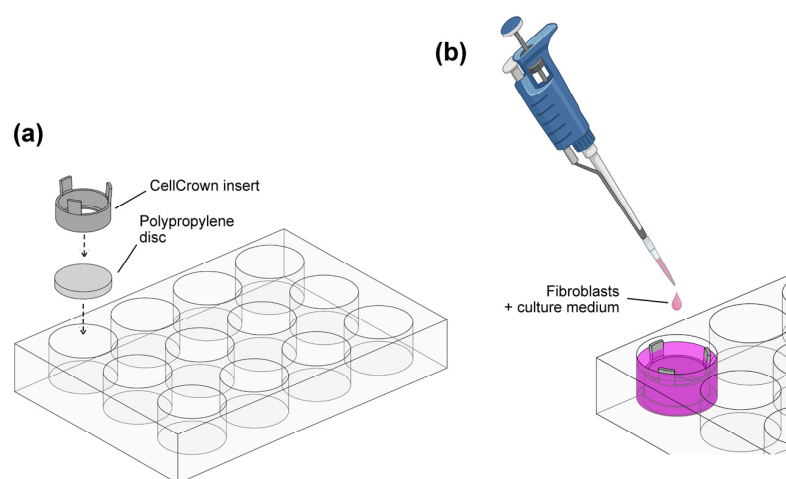 (a)
CellCrown insert
Polypropylene
disc
(b)
Fibroblasts
+ culture medium